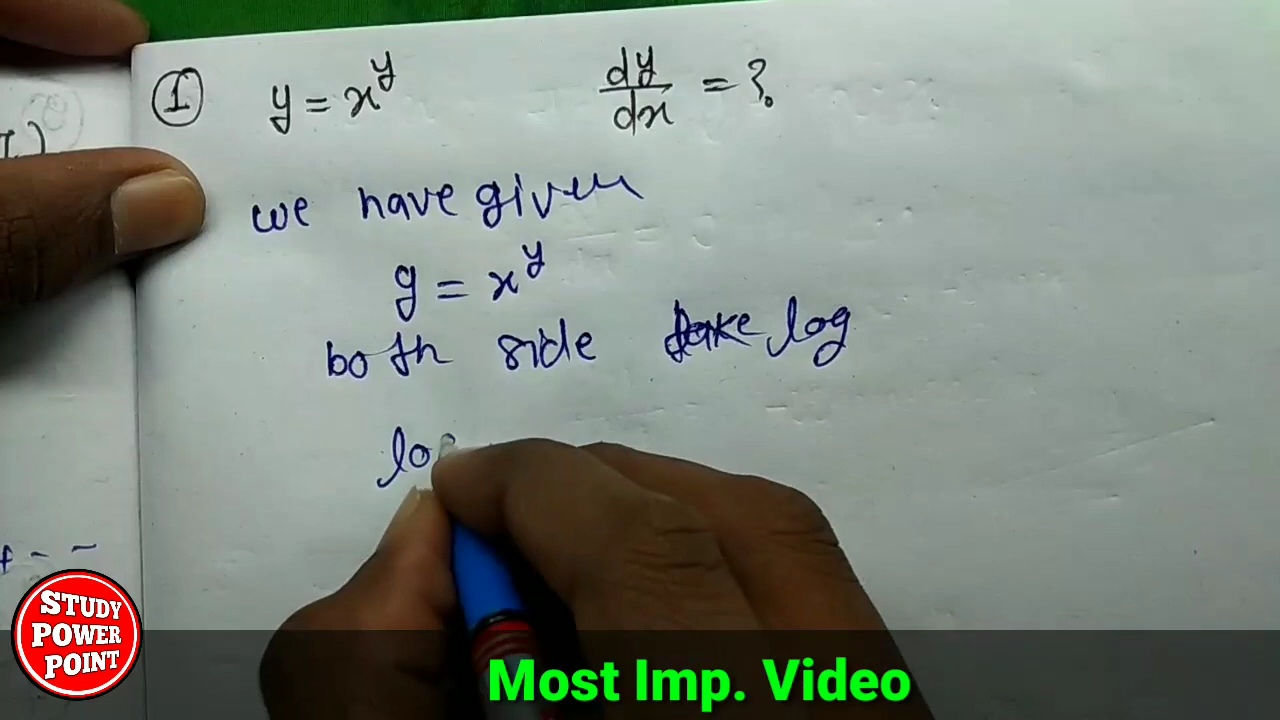 ① y = x^y dy/dx = ?
we have given
y = x^y
both side take log
lo
STUDY
POWER
POINT
Most Imp. Video